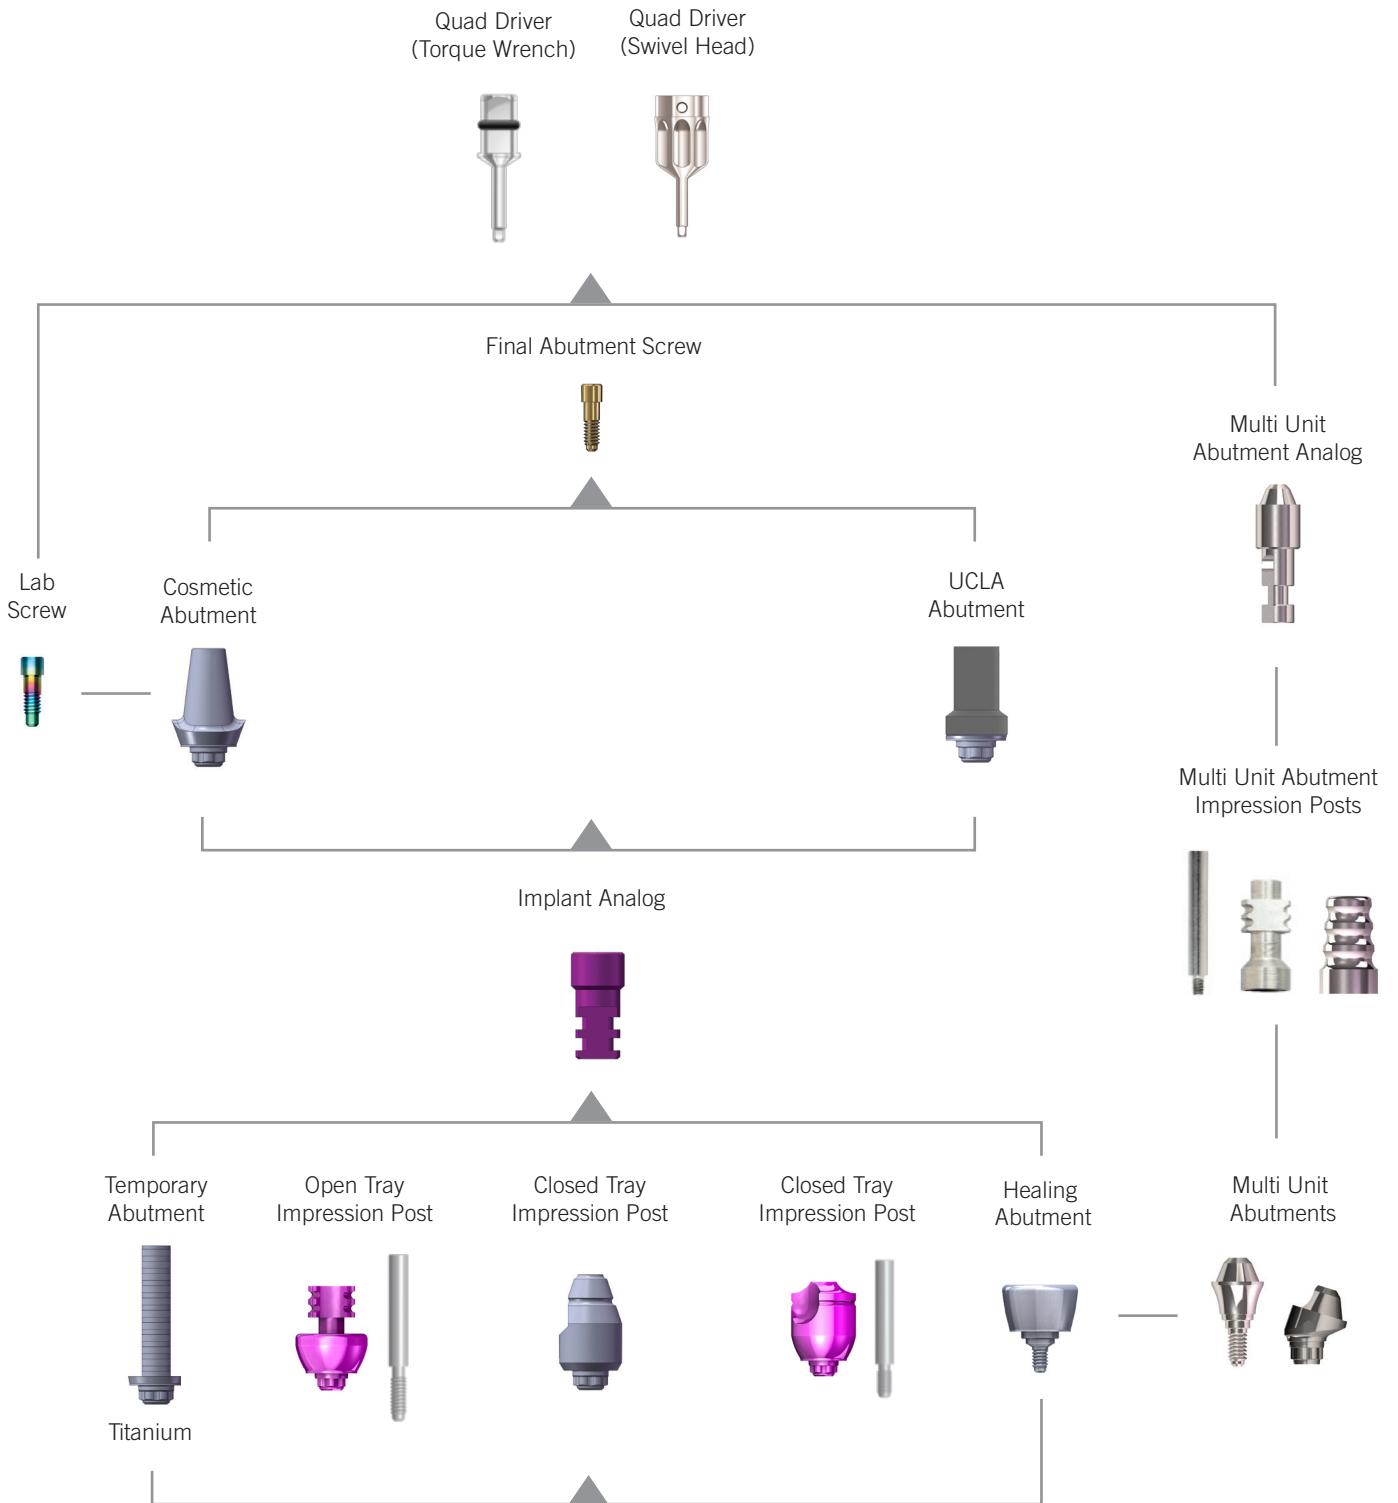 Quad Driver
(Torque Wrench)
Quad Driver
(Swivel Head)
Final Abutment Screw
Multi Unit
Abutment Analog
Lab
Screw
Cosmetic
Abutment
UCLA
Abutment
Multi Unit Abutment
Impression Posts
Implant Analog
Temporary
Abutment
Open Tray
Impression Post
Closed Tray
Impression Post
Closed Tray
Impression Post
Healing
Abutment
Multi Unit
Abutments
Titanium